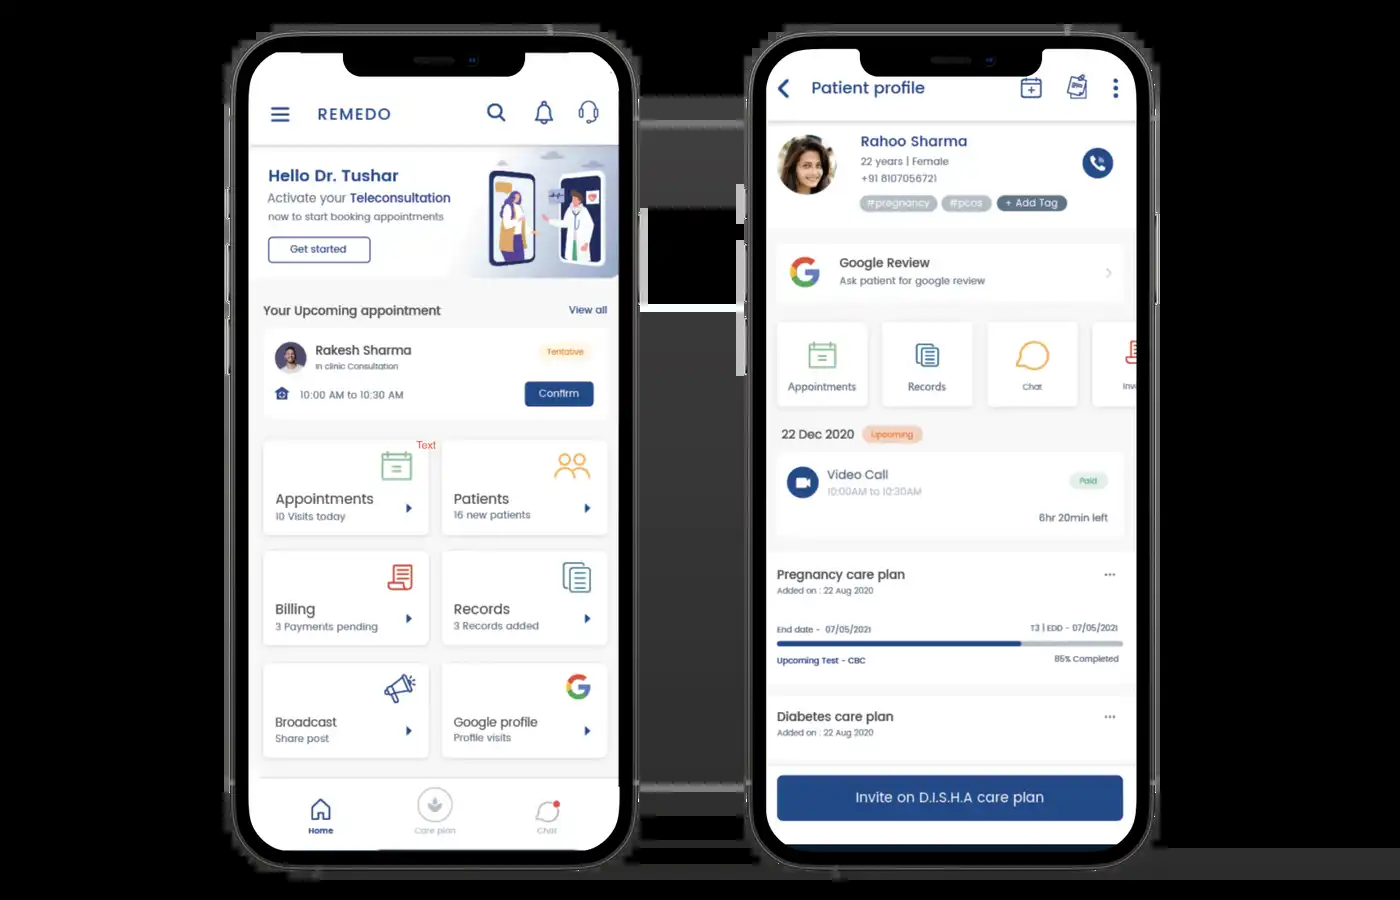 REMEDO
Hello Dr. Tushar
Activate your Teleconsultation
now to start booking appointments
Get started
Your Upcoming appointment
View all
Rakesh Sharma
In clinic Consultation
Tentative
10:00 AM to 10:30 AM
Confirm
Text
Appointments
10 Visits today
Patients
16 new patients
Billing
3 Payments pending
Records
3 Records added
Broadcast
Share post
Google profile
Profile visits
Home
Care plan
Chat
Patient profile
Rahoo Sharma
22 years | Female
+91 8107056721
#pregnancy
#pcos
+ Add Tag
Google Review
Ask patient for google review
Appointments
Records
Chat
22 Dec 2020
Upcoming
Video Call
10:00AM to 10:30AM
Paid
6hr 20min left
Pregnancy care plan
Added on : 22 Aug 2020
End date - 07/05/2021
T3 | EDD - 07/05/2021
Upcoming Test - CBC
85% Completed
Diabetes care plan
Added on : 22 Aug 2020
Invite on D.I.S.H.A care plan